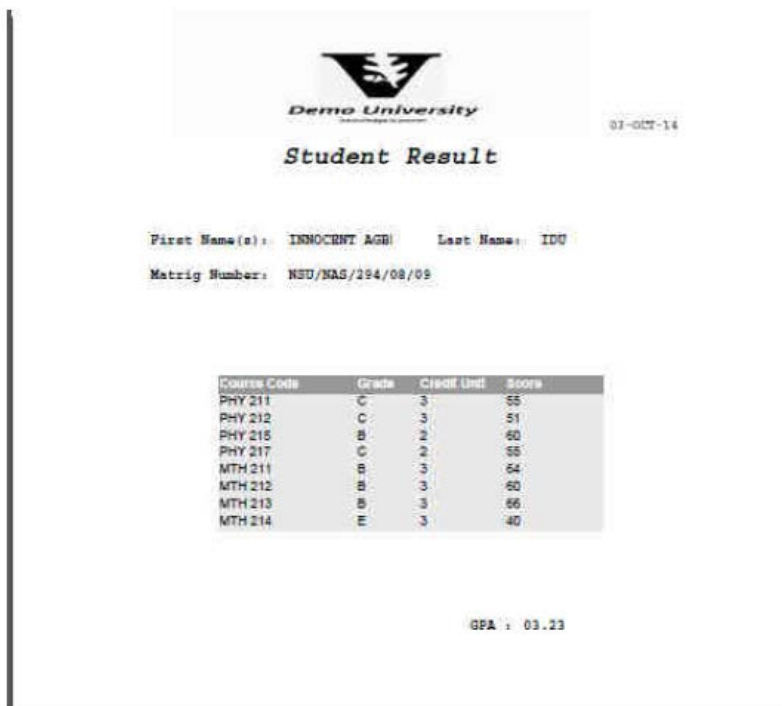 Demo University
03-OCT-14
Student Result
First Name(s): INNOCENT AGB Last Name: IDU
Matrig Number: NSU/NAS/294/08/09
Course Code Grade Credit Unit Score
PHY 211 C 3 55
PHY 212 C 3 51
PHY 215 B 2 60
PHY 217 C 2 55
MTH 211 B 3 64
MTH 212 B 3 60
MTH 213 B 3 66
MTH 214 E 3 40
GPA : 03.23